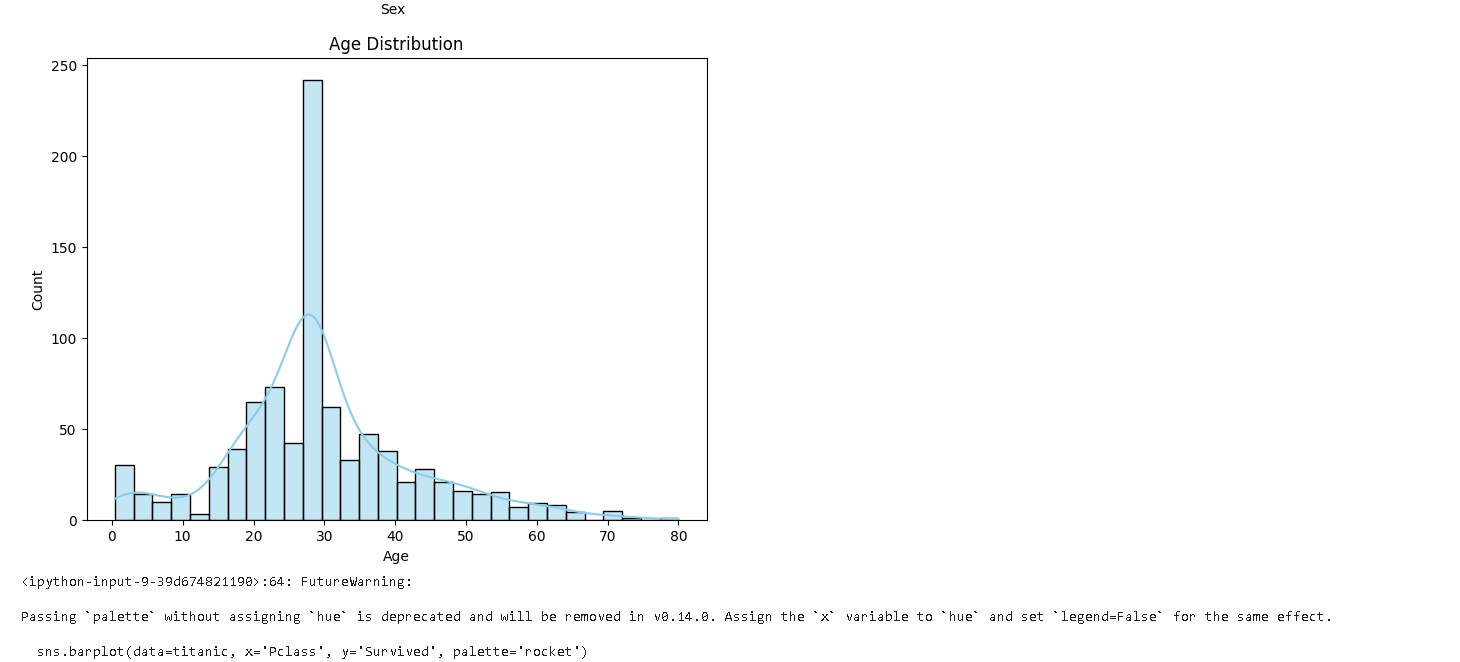 Sex
Age Distribution
250
200
150
100
50
0
Count
0 10 20 30 40 50 60 70 80
Age
<ipython-input-9-39d674821190>:64: FutureWarning:
Passing `palette` without assigning `hue` is deprecated and will be removed in v0.14.0. Assign the `x` variable to `hue` and set `legend=False` for the same effect.
sns.barplot(data=titanic, x='Pclass', y='Survived', palette='rocket')